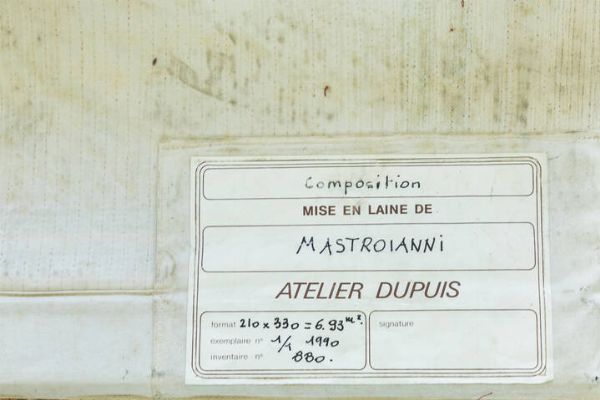 Composition
MISE EN LAINE DE
MASTROIANNI
ATELIER DUPUIS
format 210 x 330 = 6.93 m².
exemplaire n° 1/1 1990
inventaire n° 880.
signature